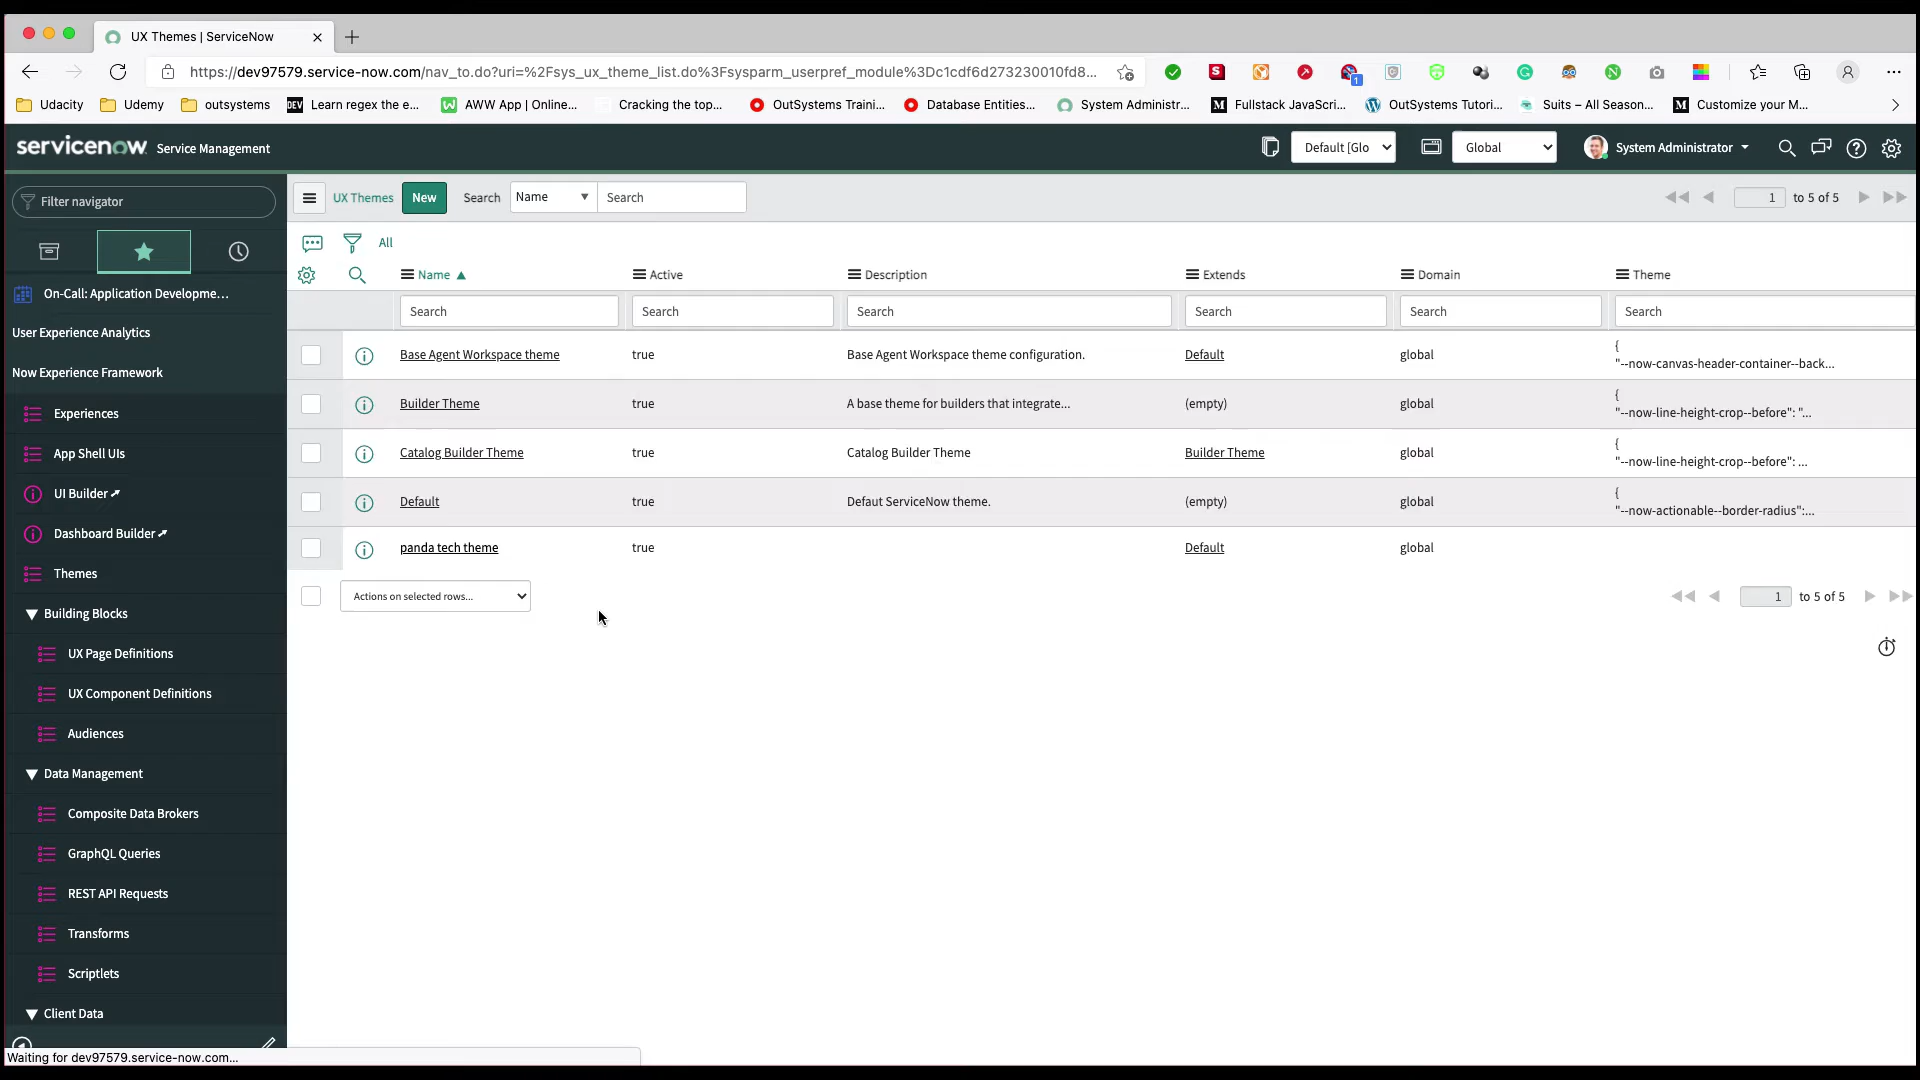 UX Themes | ServiceNow
https://dev97579.service-now.com/nav_to.do?uri=%2Fsys_ux_theme_list.do%3Fsysparm_userpref_module%3Dc1cdf6d273230010fd8...
1
Udacity
Udemy
outsystems
DEV
Learn regex the e...
AWW App | Online...
Cracking the top...
OutSystems Traini...
Database Entities...
System Administr...
Fullstack JavaScri...
OutSystems Tutori...
Suits – All Season...
Customize your M...
servicenow
Service Management
Default [Glo
Global
System Administrator
Filter navigator
UX Themes
New
Search
Name
Search
1 to 5 of 5
All
On-Call: Application Developme...
User Experience Analytics
Now Experience Framework
Experiences
App Shell UIs
UI Builder
Dashboard Builder
Themes
Building Blocks
UX Page Definitions
UX Component Definitions
Audiences
Data Management
Composite Data Brokers
GraphQL Queries
REST API Requests
Transforms
Scriptlets
Client Data
Name Active Description Extends Domain Theme
Search Search Search Search Search Search
Base Agent Workspace theme true Base Agent Workspace theme configuration. Default global {
"--now-canvas-header-container--back...
Builder Theme true A base theme for builders that integrate... (empty) global {
"--now-line-height-crop--before": "...
Catalog Builder Theme true Catalog Builder Theme Builder Theme global {
"--now-line-height-crop--before": ...
Default true Defaut ServiceNow theme. (empty) global {
"--now-actionable--border-radius":...
panda tech theme true Default global
Actions on selected rows...
1 to 5 of 5
Waiting for dev97579.service-now.com...